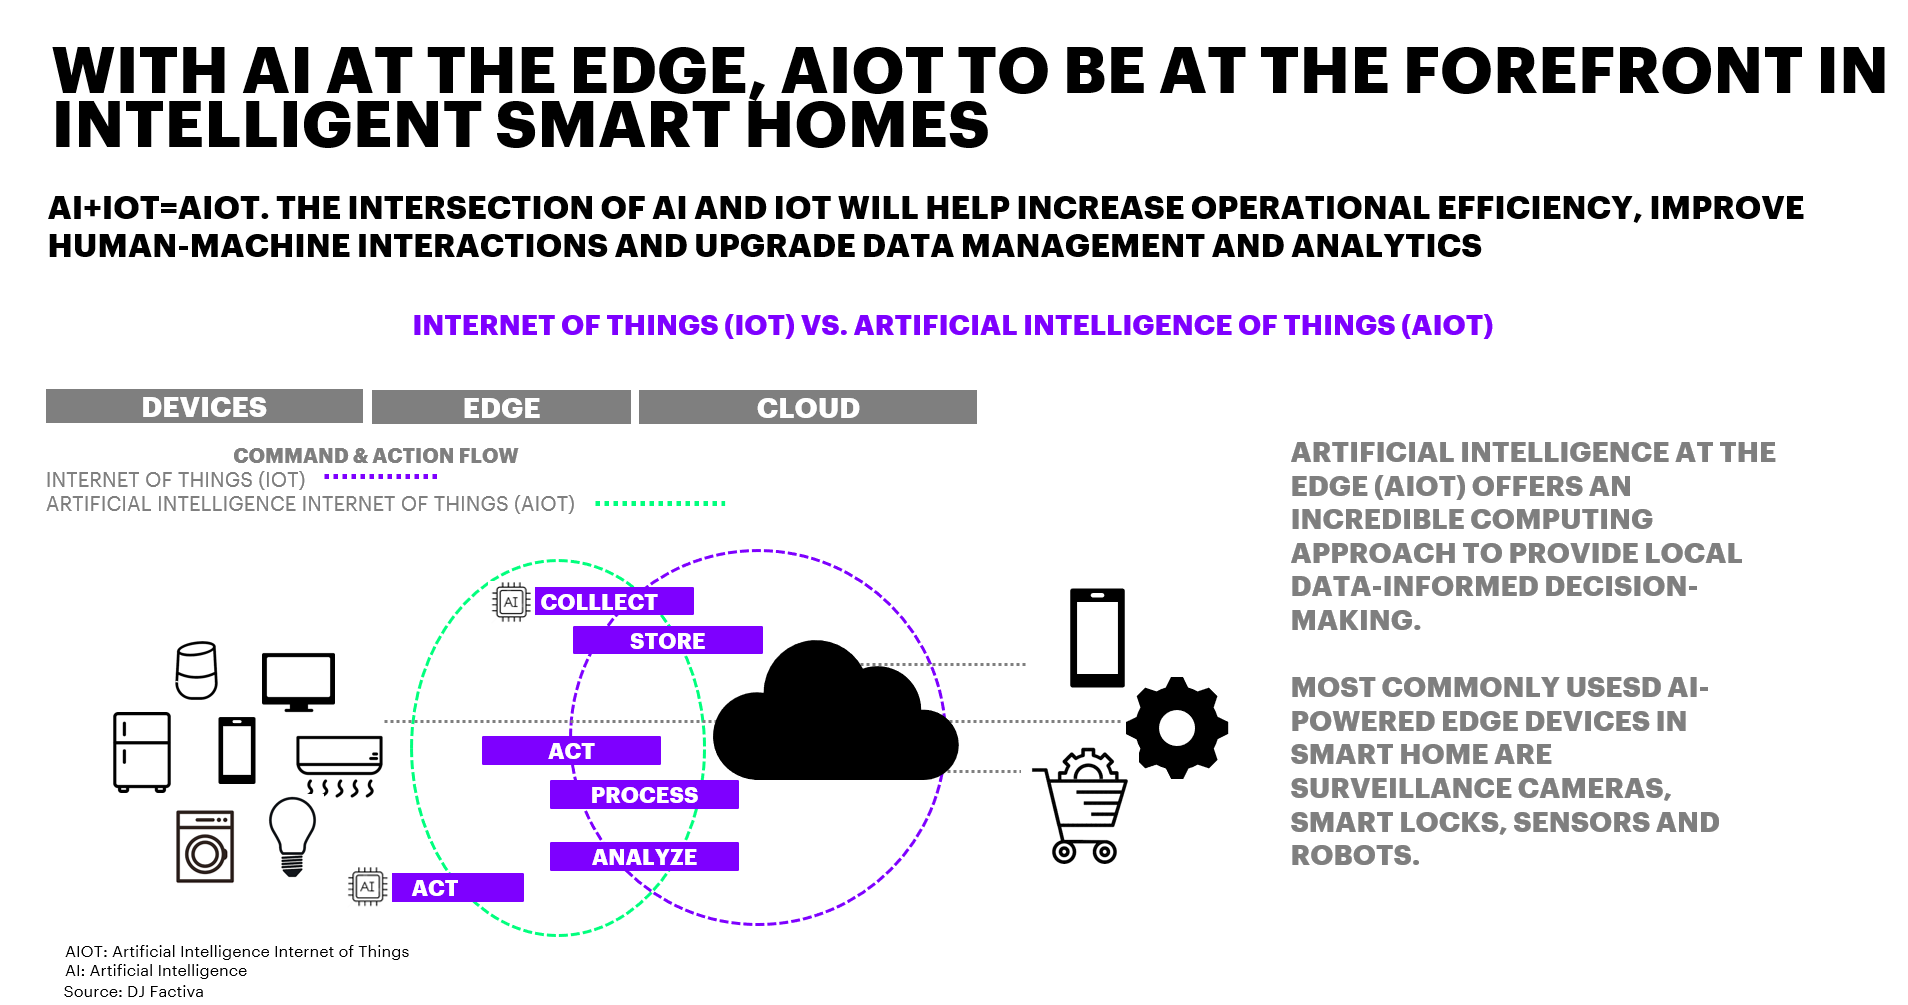 WITH AI AT THE EDGE, AIOT TO BE AT THE FOREFRONT IN
INTELLIGENT SMART HOMES
AI+IOT=AIOT. THE INTERSECTION OF AI AND IOT WILL HELP INCREASE OPERATIONAL EFFICIENCY, IMPROVE
HUMAN-MACHINE INTERACTIONS AND UPGRADE DATA MANAGEMENT AND ANALYTICS
INTERNET OF THINGS (IOT) VS. ARTIFICIAL INTELLIGENCE OF THINGS (AIOT)
DEVICES
EDGE
CLOUD
COMMAND & ACTION FLOW
INTERNET OF THINGS (IOT)
ARTIFICIAL INTELLIGENCE INTERNET OF THINGS (AIOT)
AI
COLLLECT
STORE
ACT
PROCESS
ANALYZE
AI
ACT
ARTIFICIAL INTELLIGENCE AT THE
EDGE (AIOT) OFFERS AN
INCREDIBLE COMPUTING
APPROACH TO PROVIDE LOCAL
DATA-INFORMED DECISION-
MAKING.
MOST COMMONLY USESD AI-
POWERED EDGE DEVICES IN
SMART HOME ARE
SURVEILLANCE CAMERAS,
SMART LOCKS, SENSORS AND
ROBOTS.
AIOT: Artificial Intelligence Internet of Things
AI: Artificial Intelligence
Source: DJ Factiva